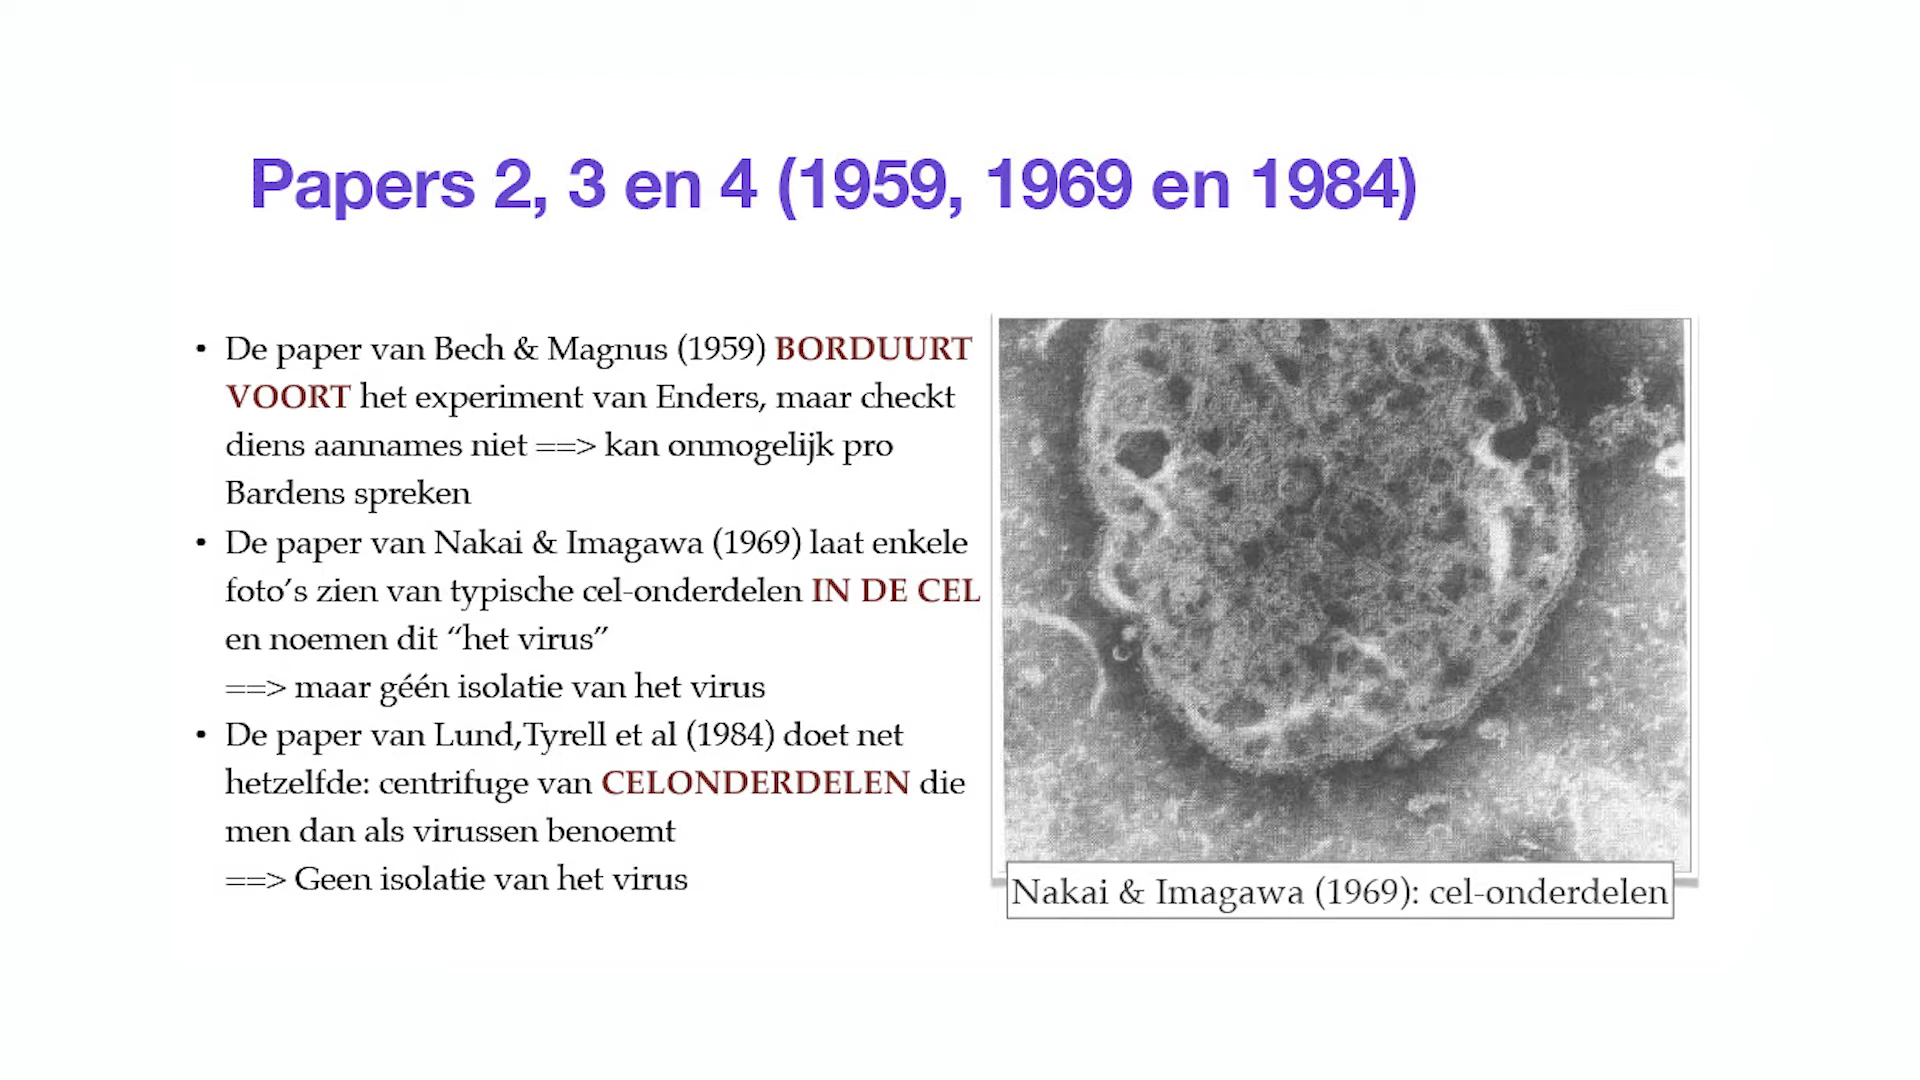 Papers 2, 3 en 4 (1959, 1969 en 1984)
• De paper van Bech & Magnus (1959) BORDUURT
VOORT het experiment van Enders, maar checkt
diens aannames niet ==> kan onmogelijk pro
Bardens spreken
• De paper van Nakai & Imagawa (1969) laat enkele
foto’s zien van typische cel-onderdelen IN DE CEL
en noemen dit “het virus”
==> maar géén isolatie van het virus
• De paper van Lund,Tyrell et al (1984) doet net
hetzelfde: centrifuge van CELONDERDELEN die
men dan als virussen benoemt
==> Geen isolatie van het virus
Nakai & Imagawa (1969): cel-onderdelen